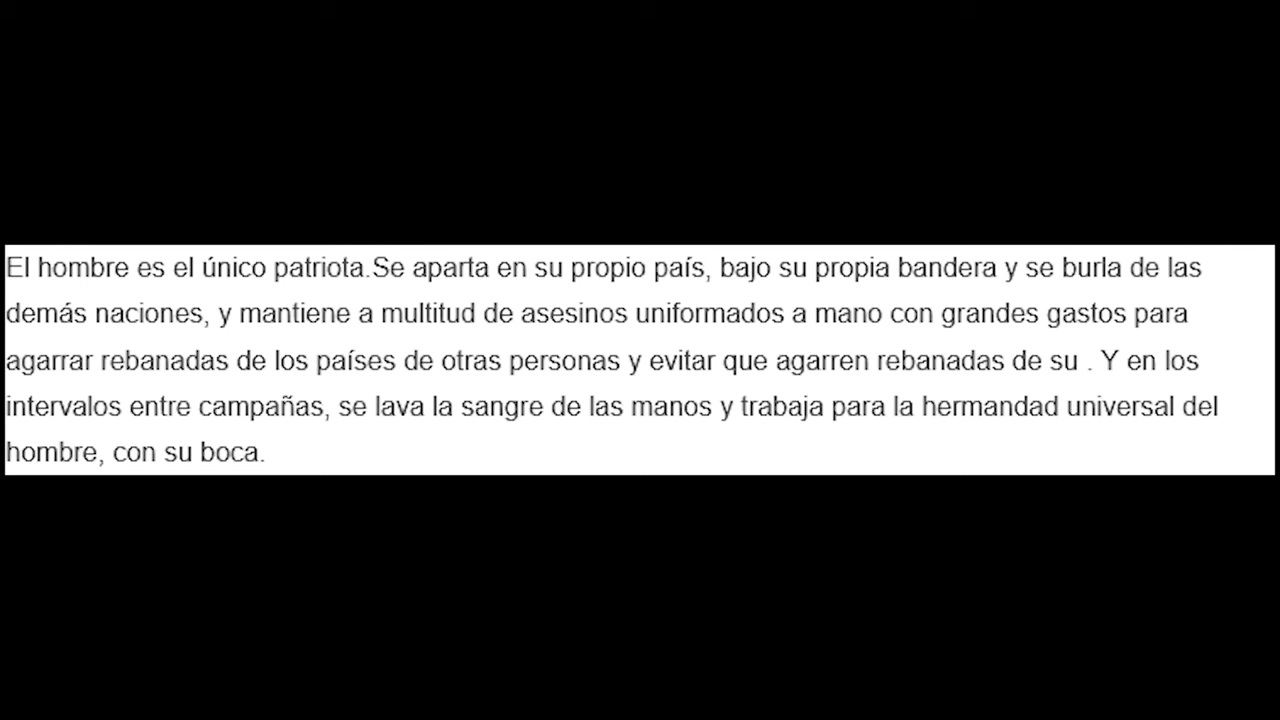 El hombre es el único patriota.Se aparta en su propio país, bajo su propia bandera y se burla de las
demás naciones, y mantiene a multitud de asesinos uniformados a mano con grandes gastos para
agarrar rebanadas de los países de otras personas y evitar que agarren rebanadas de su . Y en los
intervalos entre campañas, se lava la sangre de las manos y trabaja para la hermandad universal del
hombre, con su boca.